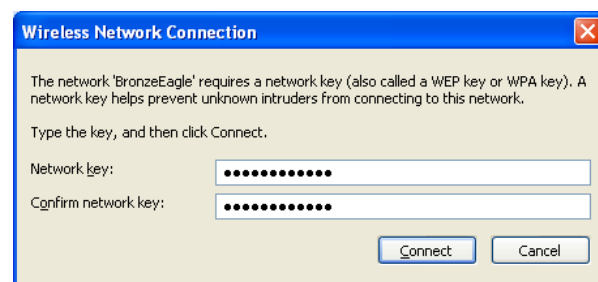 Wireless Network Connection
The network 'BronzeEagle' requires a network key (also called a WEP key or WPA key). A
network key helps prevent unknown intruders from connecting to this network.
Type the key, and then click Connect.
Network key: ●●●●●●●●●●●●
Confirm network key: ●●●●●●●●●●●●
Connect Cancel